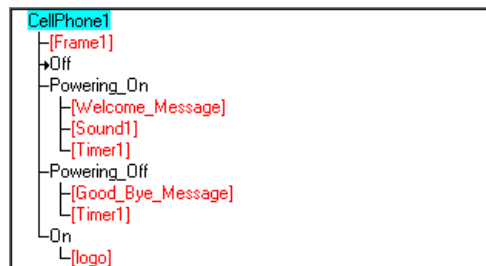 CellPhone1
[Frame1]
Off
Powering_On
[Welcome_Message]
[Sound1]
[Timer1]
Powering_Off
[Good_Bye_Message]
[Timer1]
On
[logo]